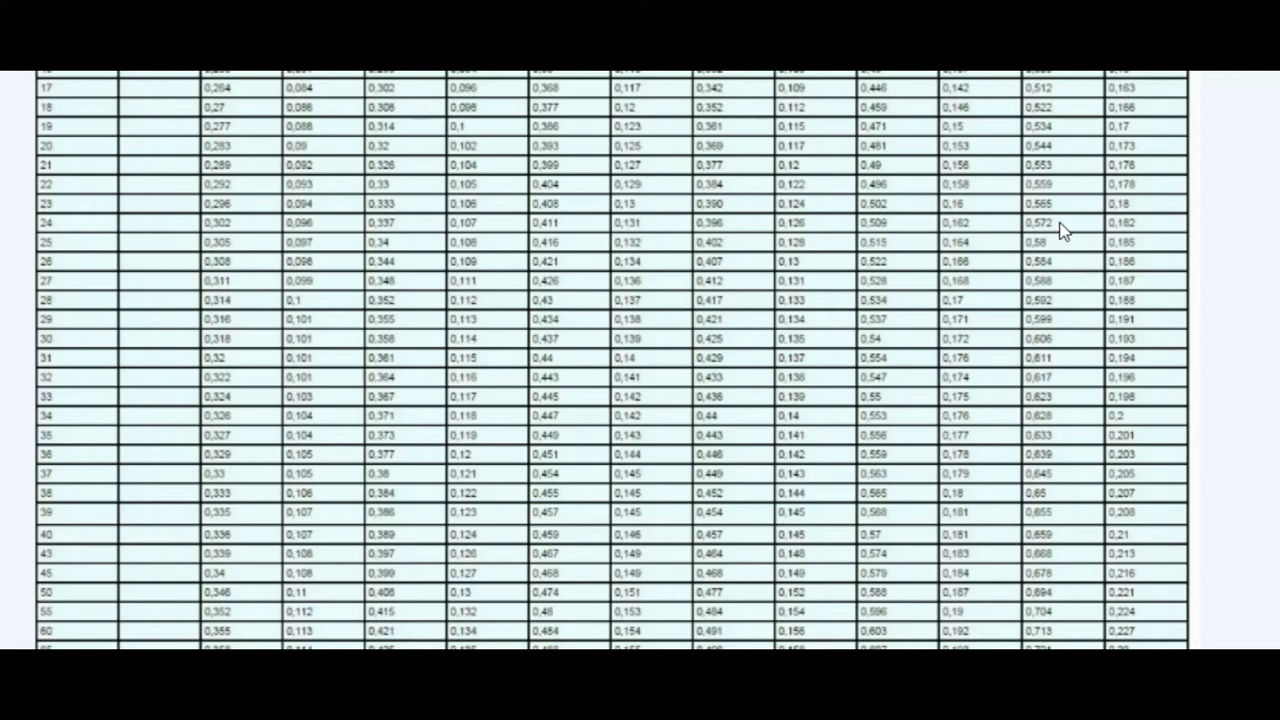 17 0,264 0,084 0,302 0,096 0,368 0,117 0,342 0,109 0,446 0,142 0,512 0,163
18 0,27 0,086 0,308 0,098 0,377 0,12 0,352 0,112 0,459 0,146 0,522 0,166
19 0,277 0,088 0,314 0,1 0,386 0,123 0,361 0,115 0,471 0,15 0,534 0,17
20 0,283 0,09 0,32 0,102 0,393 0,125 0,369 0,117 0,481 0,153 0,544 0,173
21 0,289 0,092 0,326 0,104 0,399 0,127 0,377 0,12 0,49 0,156 0,553 0,176
22 0,292 0,093 0,33 0,105 0,404 0,129 0,384 0,122 0,496 0,158 0,559 0,178
23 0,296 0,094 0,333 0,106 0,408 0,13 0,390 0,124 0,502 0,16 0,565 0,18
24 0,302 0,096 0,337 0,107 0,411 0,131 0,396 0,126 0,509 0,162 0,572 0,182
25 0,305 0,097 0,34 0,108 0,416 0,132 0,402 0,128 0,515 0,164 0,58 0,185
26 0,308 0,098 0,344 0,109 0,421 0,134 0,407 0,13 0,522 0,166 0,584 0,186
27 0,311 0,099 0,348 0,111 0,426 0,136 0,412 0,131 0,528 0,168 0,588 0,187
28 0,314 0,1 0,352 0,112 0,43 0,137 0,417 0,133 0,534 0,17 0,592 0,188
29 0,316 0,101 0,355 0,113 0,434 0,138 0,421 0,134 0,537 0,171 0,599 0,191
30 0,318 0,101 0,358 0,114 0,437 0,139 0,425 0,135 0,54 0,172 0,606 0,193
31 0,32 0,101 0,361 0,115 0,44 0,14 0,429 0,137 0,554 0,176 0,611 0,194
32 0,322 0,101 0,364 0,116 0,443 0,141 0,433 0,138 0,547 0,174 0,617 0,196
33 0,324 0,103 0,367 0,117 0,445 0,142 0,436 0,139 0,55 0,175 0,623 0,198
34 0,326 0,104 0,371 0,118 0,447 0,142 0,44 0,14 0,553 0,176 0,628 0,2
35 0,327 0,104 0,373 0,119 0,449 0,143 0,443 0,141 0,556 0,177 0,633 0,201
36 0,329 0,105 0,377 0,12 0,451 0,144 0,446 0,142 0,559 0,178 0,639 0,203
37 0,33 0,105 0,38 0,121 0,454 0,145 0,449 0,143 0,563 0,179 0,645 0,205
38 0,333 0,106 0,384 0,122 0,455 0,145 0,452 0,144 0,565 0,18 0,65 0,207
39 0,335 0,107 0,386 0,123 0,457 0,145 0,454 0,145 0,568 0,181 0,655 0,208
40 0,336 0,107 0,389 0,124 0,459 0,146 0,457 0,145 0,57 0,181 0,659 0,21
43 0,339 0,108 0,397 0,126 0,467 0,149 0,464 0,148 0,574 0,183 0,668 0,213
45 0,34 0,108 0,399 0,127 0,468 0,149 0,468 0,149 0,579 0,184 0,678 0,216
50 0,346 0,11 0,408 0,13 0,474 0,151 0,477 0,152 0,588 0,187 0,694 0,221
55 0,352 0,112 0,415 0,132 0,48 0,153 0,484 0,154 0,596 0,19 0,704 0,224
60 0,355 0,113 0,421 0,134 0,484 0,154 0,491 0,156 0,603 0,192 0,713 0,227